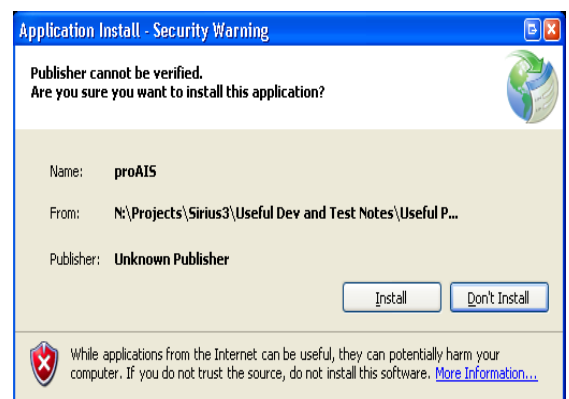 Application Install - Security Warning
Publisher cannot be verified.
Are you sure you want to install this application?
Name: proAIS
From: N:\Projects\Sirius3\Useful Dev and Test Notes\Useful P...
Publisher: Unknown Publisher
Install Don't Install
While applications from the Internet can be useful, they can potentially harm your
computer. If you do not trust the source, do not install this software. More Information...